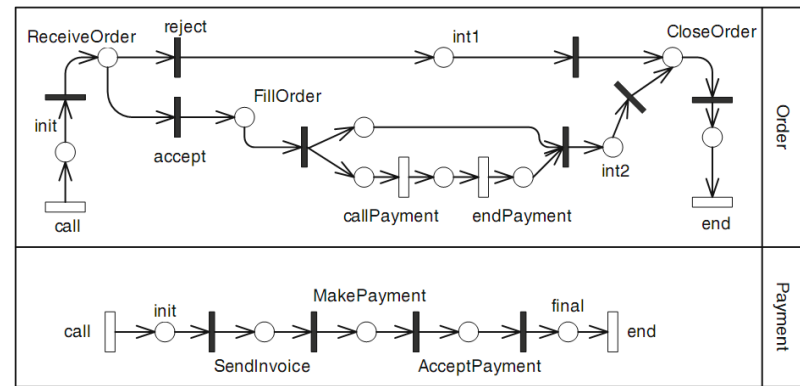 reject
ReceiveOrder
int1
CloseOrder
FillOrder
init
accept
int2
callPayment
endPayment
call
end
Order
MakePayment
init
final
call
end
SendInvoice
AcceptPayment
Payment